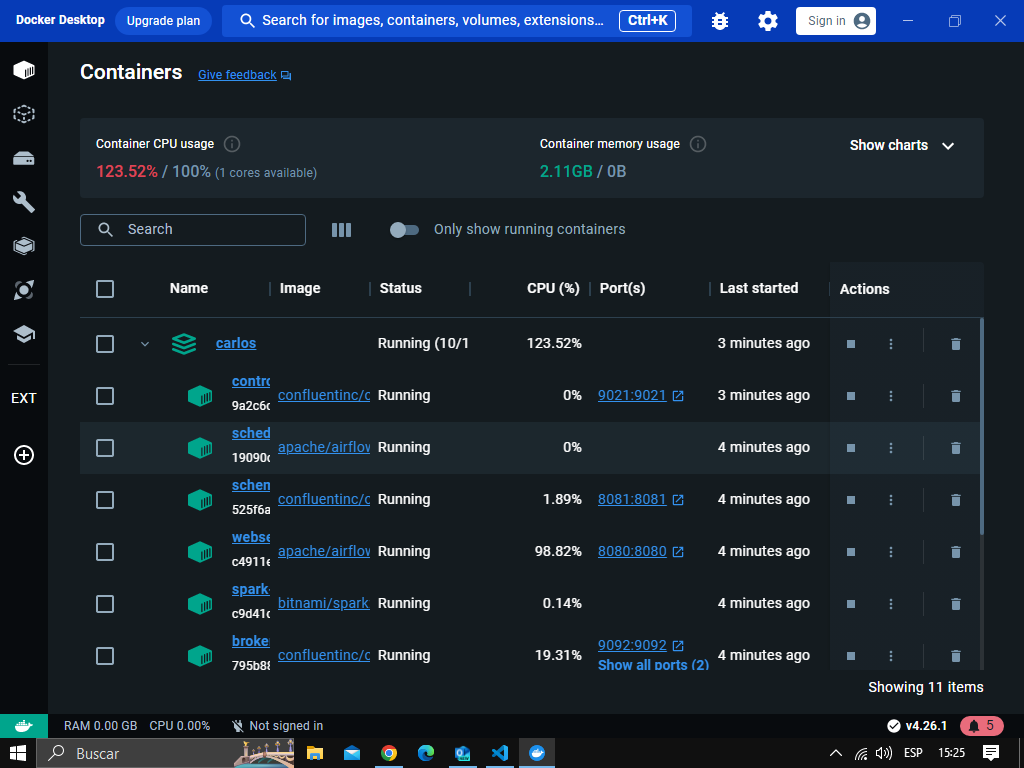 Docker Desktop Upgrade plan Search for images, containers, volumes, extensions… Ctrl+K Sign in
Containers Give feedback
Container CPU usage Container memory usage Show charts
123.52% / 100% (1 cores available) 2.11GB / 0B
Search Only show running containers
Name Image Status CPU (%) Port(s) Last started Actions
carlos Running (10/1 123.52% 3 minutes ago
contro
confluentinc/c Running 0% 9021:9021 3 minutes ago
9a2c6c
sched
apache/airflow Running 0% 4 minutes ago
19090c
schem
confluentinc/c Running 1.89% 8081:8081 4 minutes ago
525f6a
webse
apache/airflow Running 98.82% 8080:8080 4 minutes ago
c4911e
spark-
bitnami/spark Running 0.14% 4 minutes ago
c9d41c
broke
9092:9092
confluentinc/c Running 19.31% 4 minutes ago
795b88 Show all ports (2)
EXT
Showing 11 items
RAM 0.00 GB CPU 0.00% Not signed in v4.26.1 5
Buscar ESP 15:25